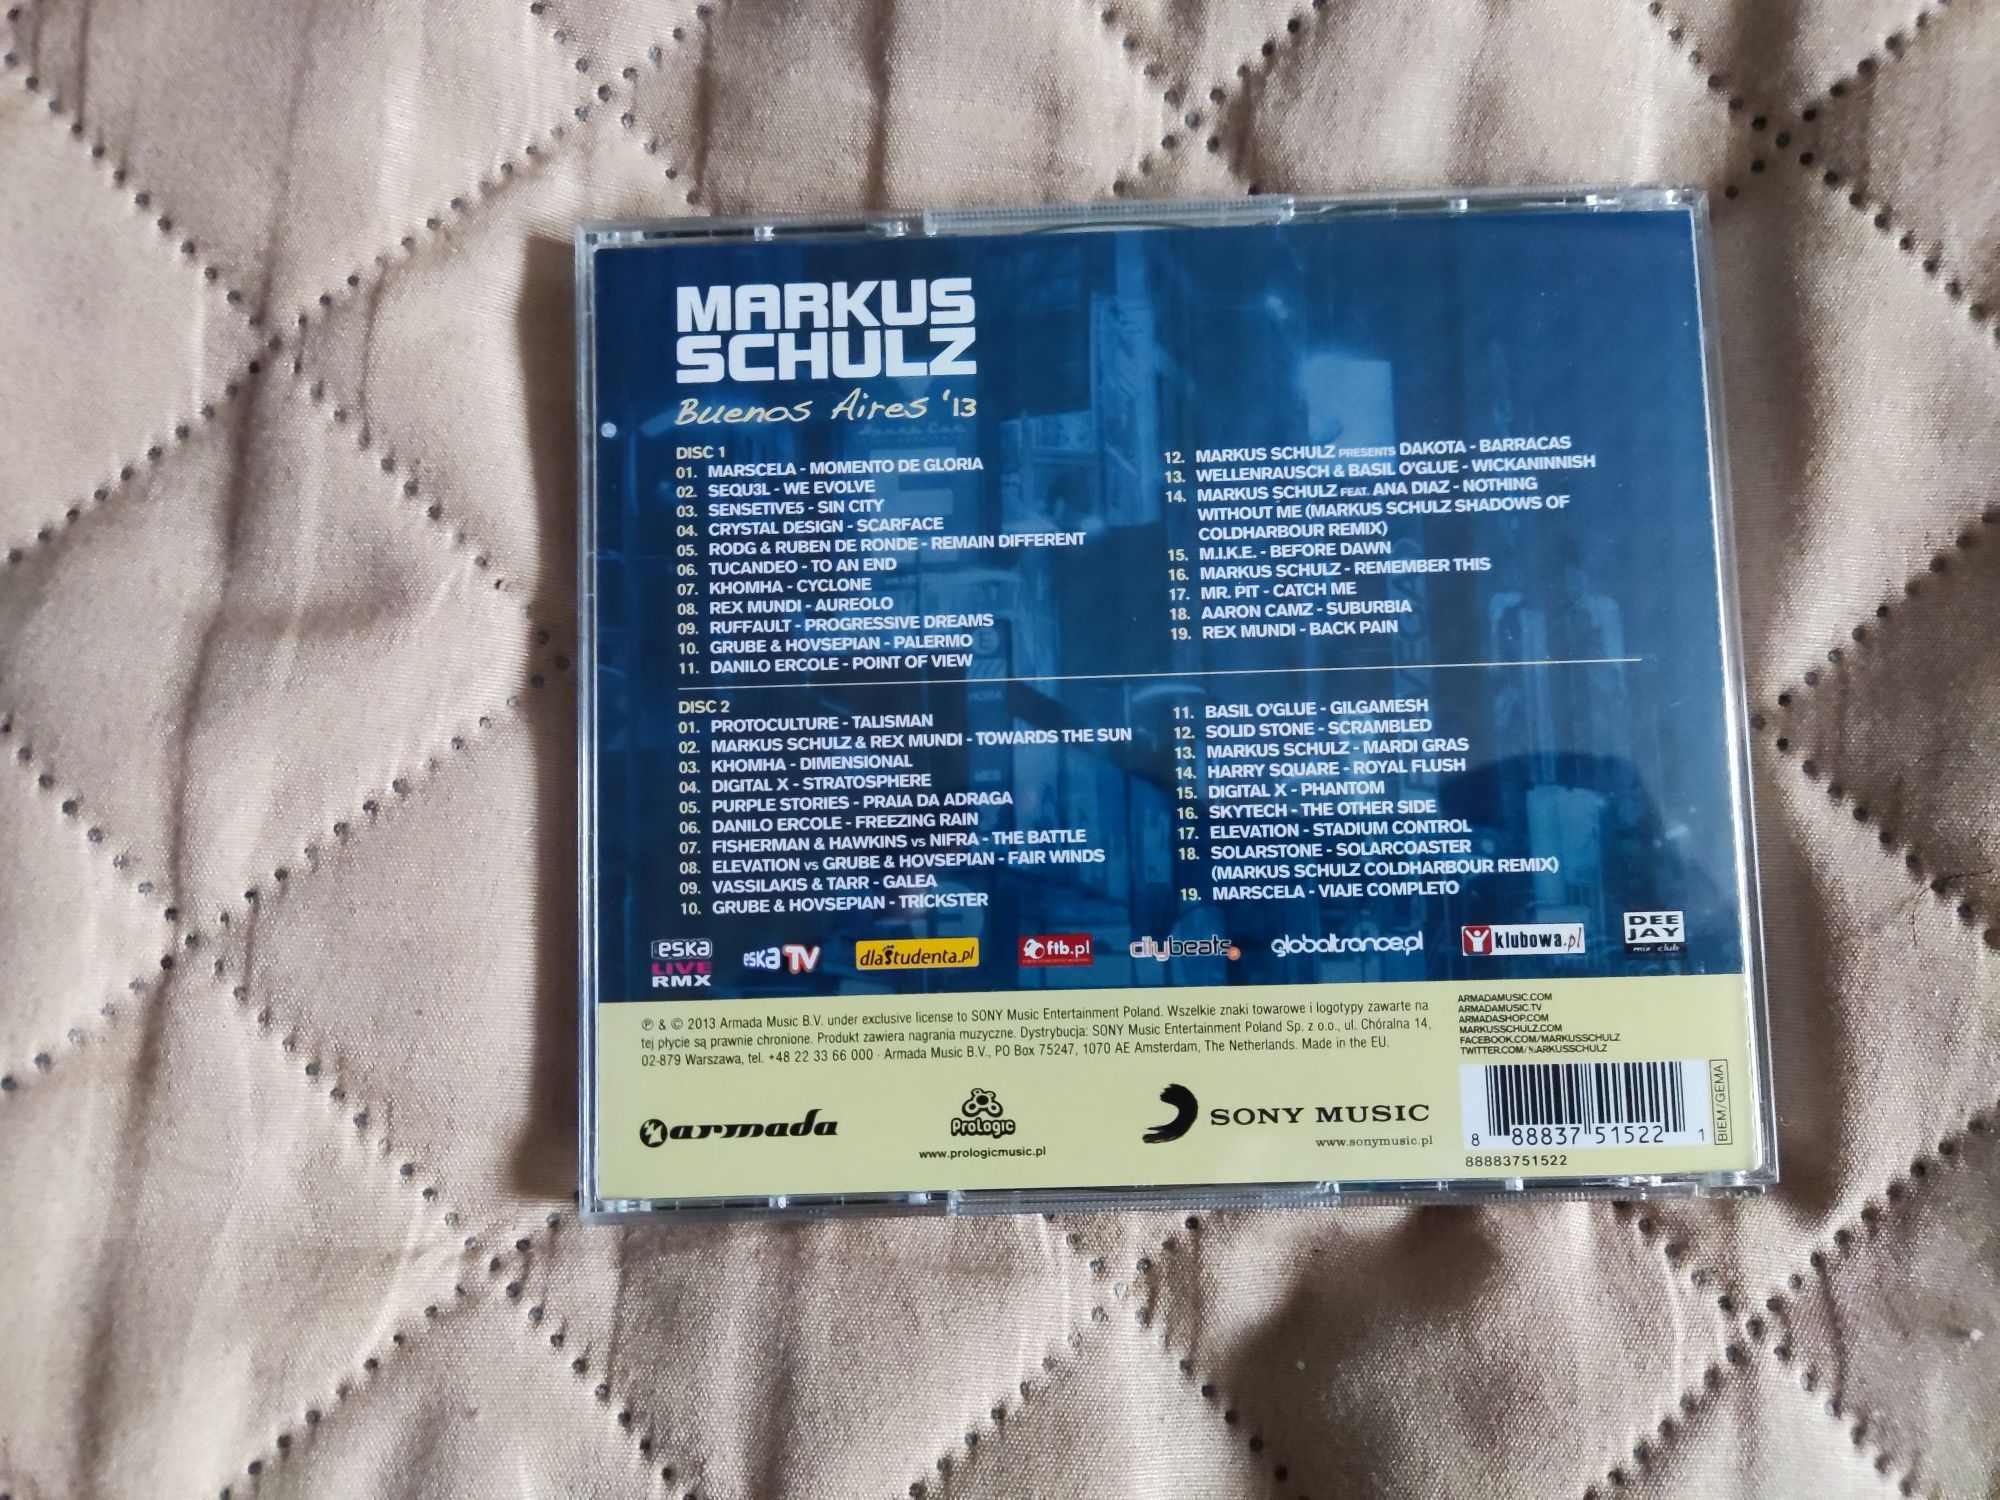 MARKUS
SCHULZ
Buenos Aires '13
DISC 1
01. MARSCELA - MOMENTO DE GLORIA
02. SEQU3L - WE EVOLVE
03. SENSETIVE5 - SIN CITY
04. CRYSTAL DESIGN - SCARFACE
05. RODG & RUBEN DE RONDE - REMAIN DIFFERENT
06. TUCANDEO - TO AN END
07. KHOMHA - CYCLONE
08. REX MUNDI - AUREOLO
09. RUFFAULT - PROGRESSIVE DREAMS
10. GRUBE & HOVSEPIAN - PALERMO
11. DANILO ERCOLE - POINT OF VIEW
12. MARKUS SCHULZ PRESENTS DAKOTA - BARRACAS
13. WELLENRAUSCH & BASIL O'GLUE - WICKANINNISH
14. MARKUS SCHULZ FEAT. ANA DIAZ - NOTHING
WITHOUT ME (MARKUS SCHULZ SHADOWS OF
COLDHARBOUR REMIX)
15. M.I.K.E. - BEFORE DAWN
16. MARKUS SCHULZ - REMEMBER THIS
17. MR. PIT - CATCH ME
18. AARON CAMZ - SUBURBIA
19. REX MUNDI - BACK PAIN
DISC 2
01. PROTOCULTURE - TALISMAN
02. MARKUS SCHULZ & REX MUNDI - TOWARDS THE SUN
03. KHOMHA - DIMENSIONAL
04. DIGITAL X - STRATOSPHERE
05. PURPLE STORIES - PRAIA DA ADRAGA
06. DANILO ERCOLE - FREEZING RAIN
07. FISHERMAN & HAWKINS VS NIFRA - THE BATTLE
08. ELEVATION VS GRUBE & HOVSEPIAN - FAIR WINDS
09. VASSILAKIS & TARR - GALEA
10. GRUBE & HOVSEPIAN - TRICKSTER
11. BASIL O'GLUE - GILGAMESH
12. SOLID STONE - SCRAMBLED
13. MARKUS SCHULZ - MARDI GRAS
14. HARRY SQUARE - ROYAL FLUSH
15. DIGITAL X - PHANTOM
16. SKYTECH - THE OTHER SIDE
17. ELEVATION - STADIUM CONTROL
18. SOLARSTONE - SOLARCOASTER
(MARKUS SCHULZ COLDHARBOUR REMIX)
19. MARSCELA - VIAJE COMPLETO
eSKa
LIVE
RMX
eSKa TV
dlaStudenta.pl
ftb.pl
citybeats
globaltrance.pl
klubowa.pl
DEE
JAY
mix club
℗ & © 2013 Armada Music B.V. under exclusive license to SONY Music Entertainment Poland. Wszelkie znaki towarowe i logotypy zawarte na
tej płycie są prawnie chronione. Produkt zawiera nagrania muzyczne. Dystrybucja: SONY Music Entertainment Poland Sp. z o.o., ul. Chóralna 14,
02-879 Warszawa, tel. +48 22 33 66 000 · Armada Music B.V., PO Box 75247, 1070 AE Amsterdam, The Netherlands. Made in the EU.
ARMADAMUSIC.COM
ARMADAMUSIC.TV
ARMADASHOP.COM
MARKUSSCHULZ.COM
FACEBOOK.COM/MARKUSSCHULZ
TWITTER.COM/MARKUSSCHULZ
armada
ProLogic
www.prologicmusic.pl
SONY MUSIC
www.sonymusic.pl
8 88837 51522 1
88883751522
BIEM/GEMA